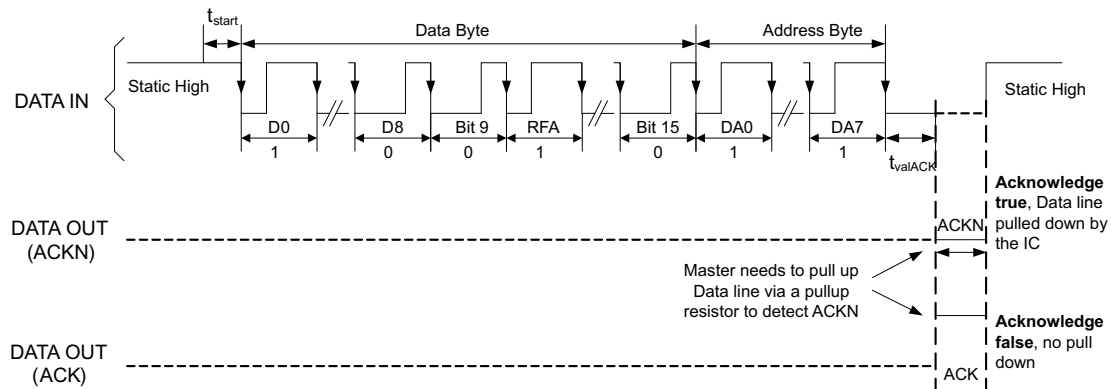 tstart
Data Byte
Address Byte
DATA IN
Static High
Static High
D0
D8
Bit 9
RFA
Bit 15
DA0
DA7
1
0
0
1
0
1
1
tvalACK
Acknowledge
true, Data line
pulled down by
the IC
DATA OUT
(ACKN)
ACKN
Master needs to pull up
Data line via a pullup
resistor to detect ACKN
Acknowledge
false, no pull
down
DATA OUT
(ACK)
ACK